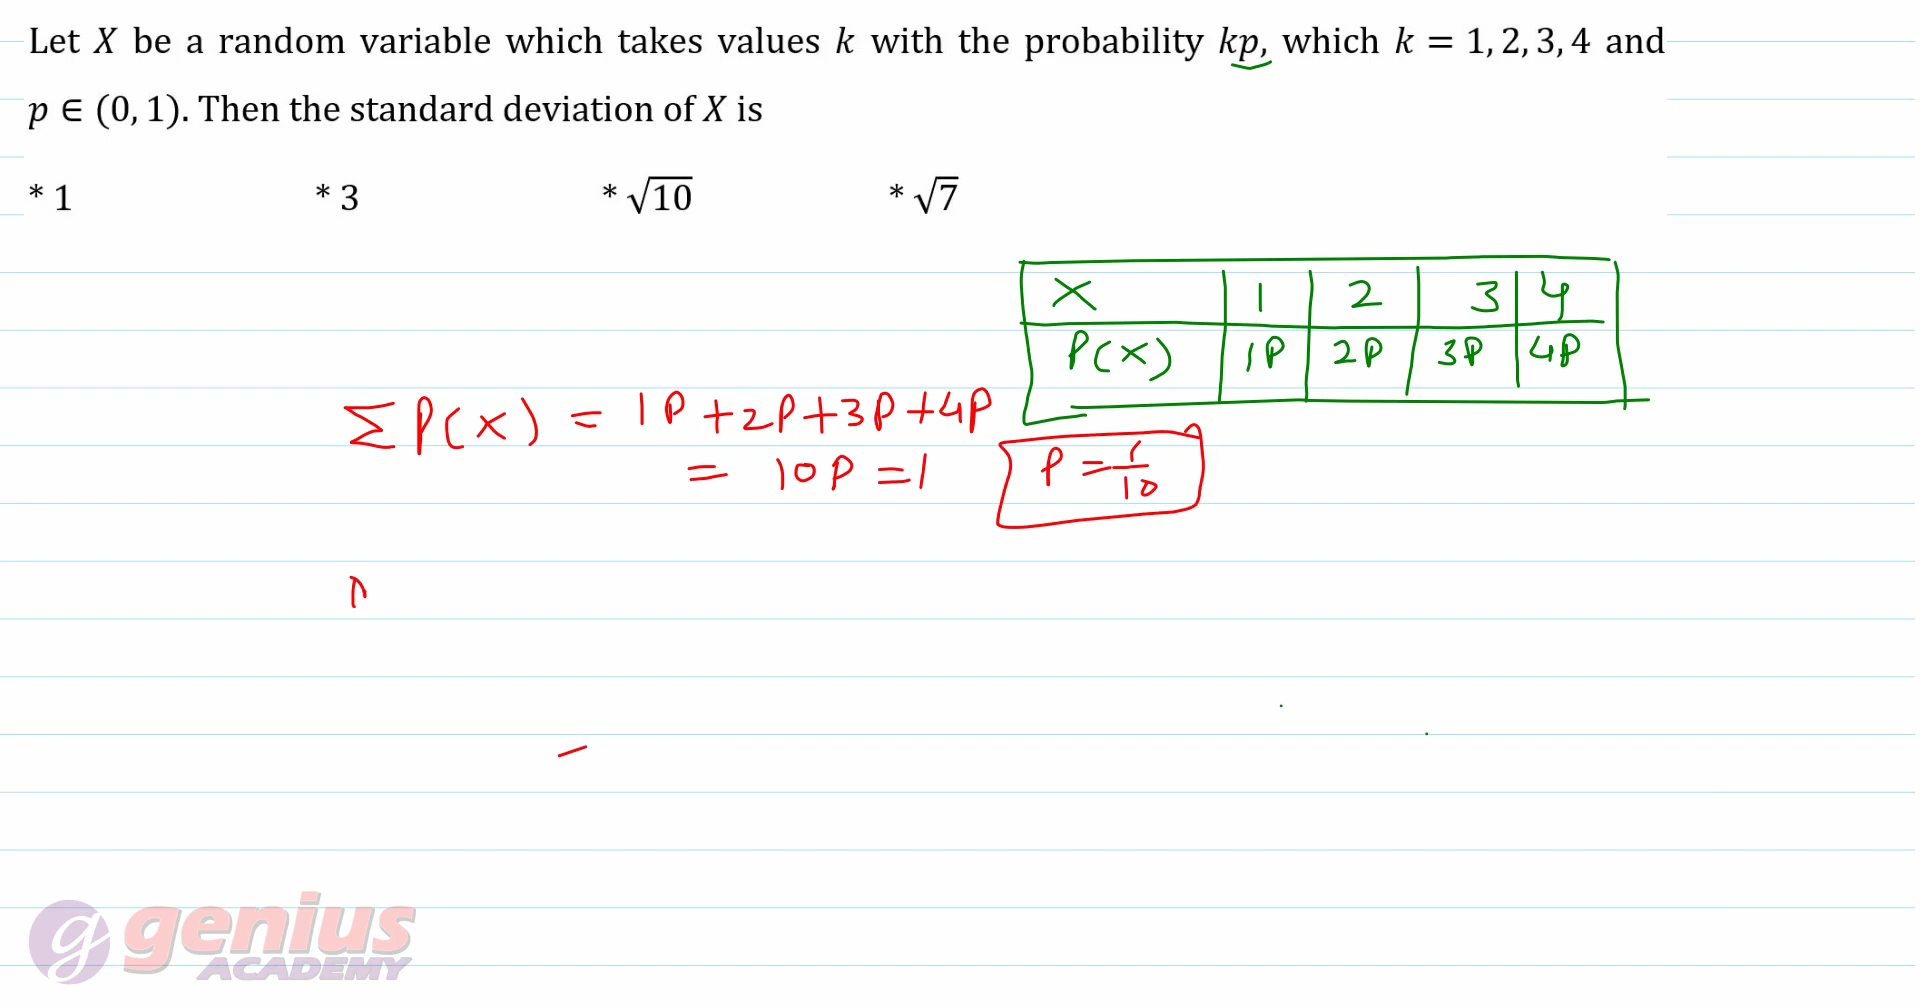 Let X be a random variable which takes values k with the probability kp, which k = 1, 2, 3, 4 and
p ∈ (0, 1). Then the standard deviation of X is
* 1 * 3 * √10 * √7
X 1 2 3 4
P(X) 1P 2P 3P 4P
Σ P(X) = 1P + 2P + 3P + 4P
= 10P = 1 P = 1/10
genius
ACADEMY